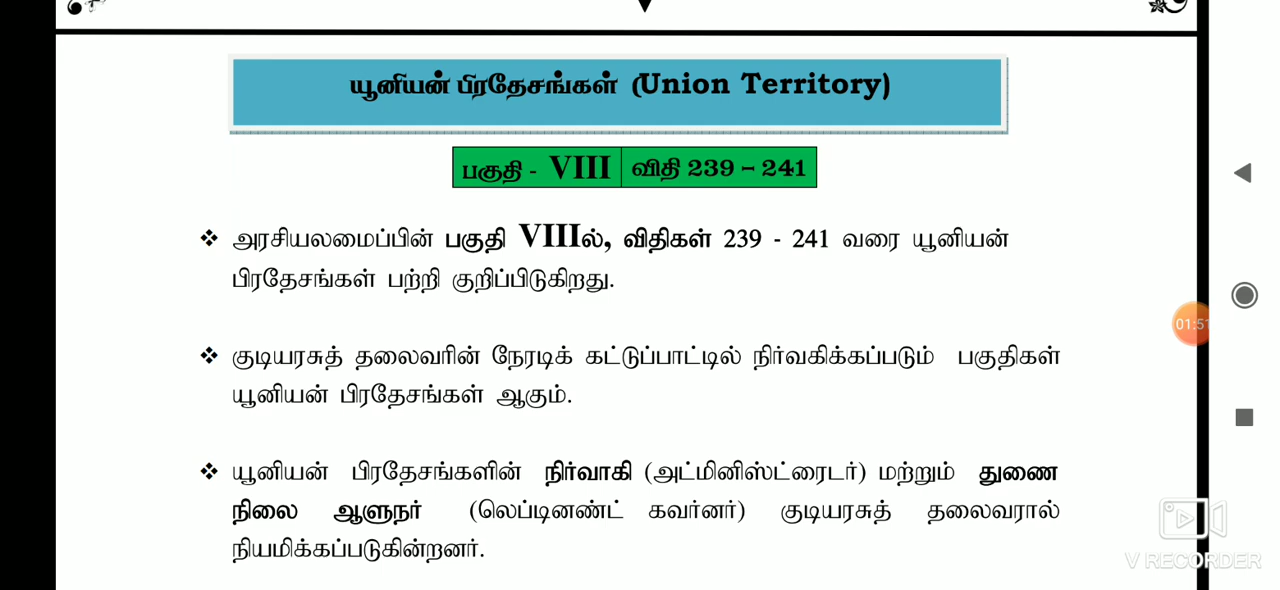 யூனியன் பிரதேசங்கள் (Union Territory)
பகுதி - VIII விதி 239 – 241
❖ அரசியலமைப்பின் பகுதி VIIIல், விதிகள் 239 - 241 வரை யூனியன்
பிரதேசங்கள் பற்றி குறிப்பிடுகிறது.
❖ குடியரசுத் தலைவரின் நேரடிக் கட்டுப்பாட்டில் நிர்வகிக்கப்படும் பகுதிகள்
யூனியன் பிரதேசங்கள் ஆகும்.
❖ யூனியன் பிரதேசங்களின் நிர்வாகி (அட்மினிஸ்ட்ரைடர்) மற்றும் துணை
நிலை ஆளுநர் (லெப்டினண்ட் கவர்னர்) குடியரசுத் தலைவரால்
நியமிக்கப்படுகின்றனர்.
01:51
V RECORDER